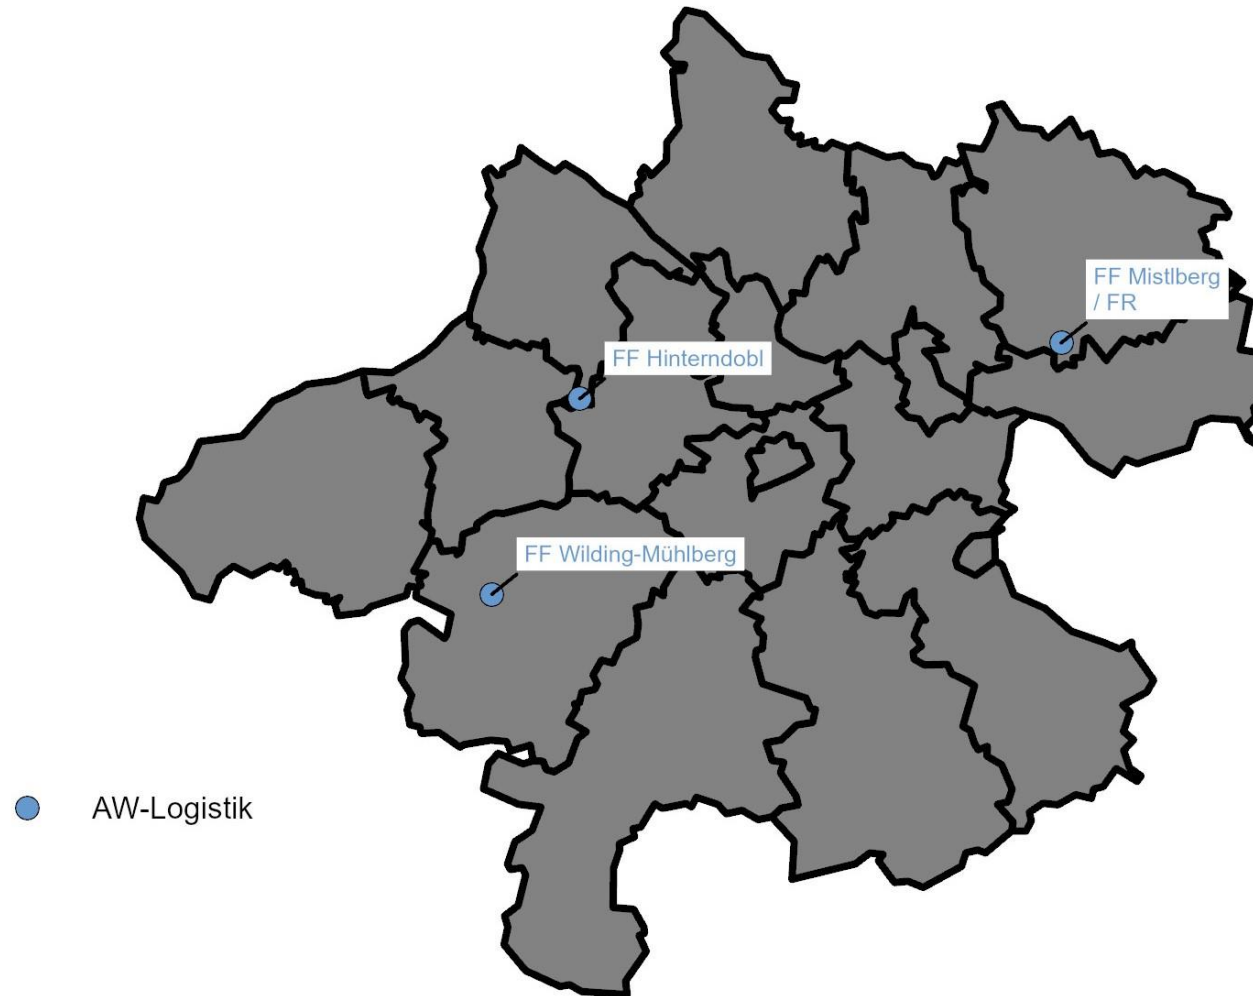 FF Mistlberg
/ FR
FF Hinterndobl
FF Wilding-Mühlberg
AW-Logistik